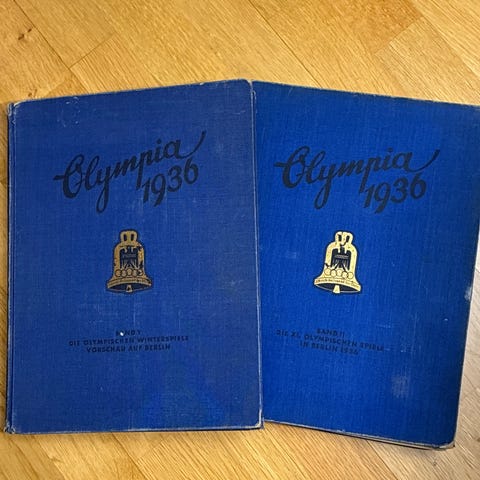 Olympia
1936
BAND I
DIE OLYMPISCHEN WINTERSPIELE
VORSCHAU AUF BERLIN
Olympia
1936
BAND II
DIE XI. OLYMPISCHEN SPIELE
IN BERLIN 1936